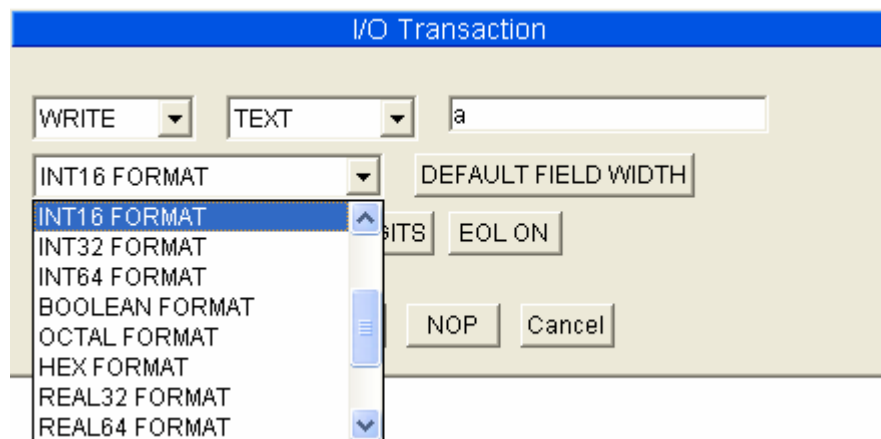 I/O Transaction
WRITE TEXT a
INT16 FORMAT DEFAULT FIELD WIDTH
INT16 FORMAT
INT32 FORMAT EOL ON
INT64 FORMAT
BOOLEAN FORMAT
OCTAL FORMAT NOP Cancel
HEX FORMAT
REAL32 FORMAT
REAL64 FORMAT